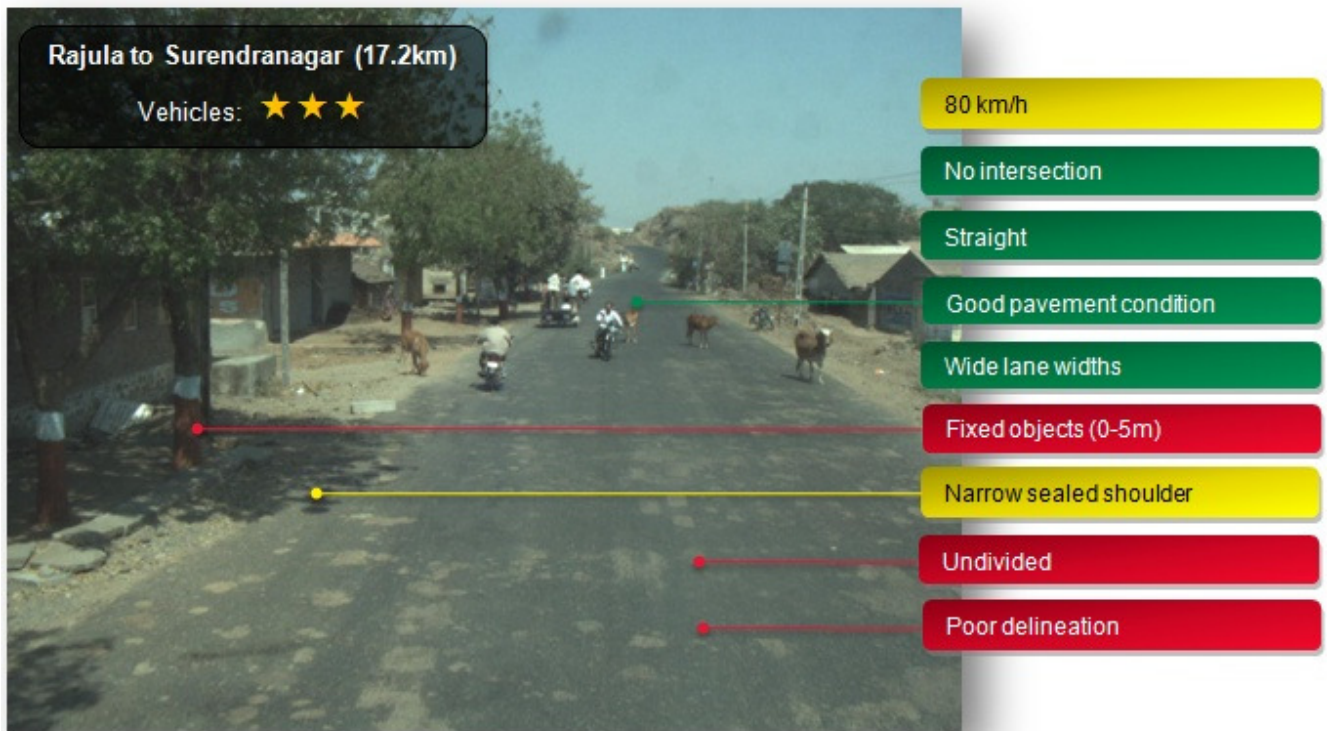 Rajula to Surendranagar (17.2km)
Vehicles: ★★★
80 km/h
No intersection
Straight
Good pavement condition
Wide lane widths
Fixed objects (0-5m)
Narrow sealed shoulder
Undivided
Poor delineation